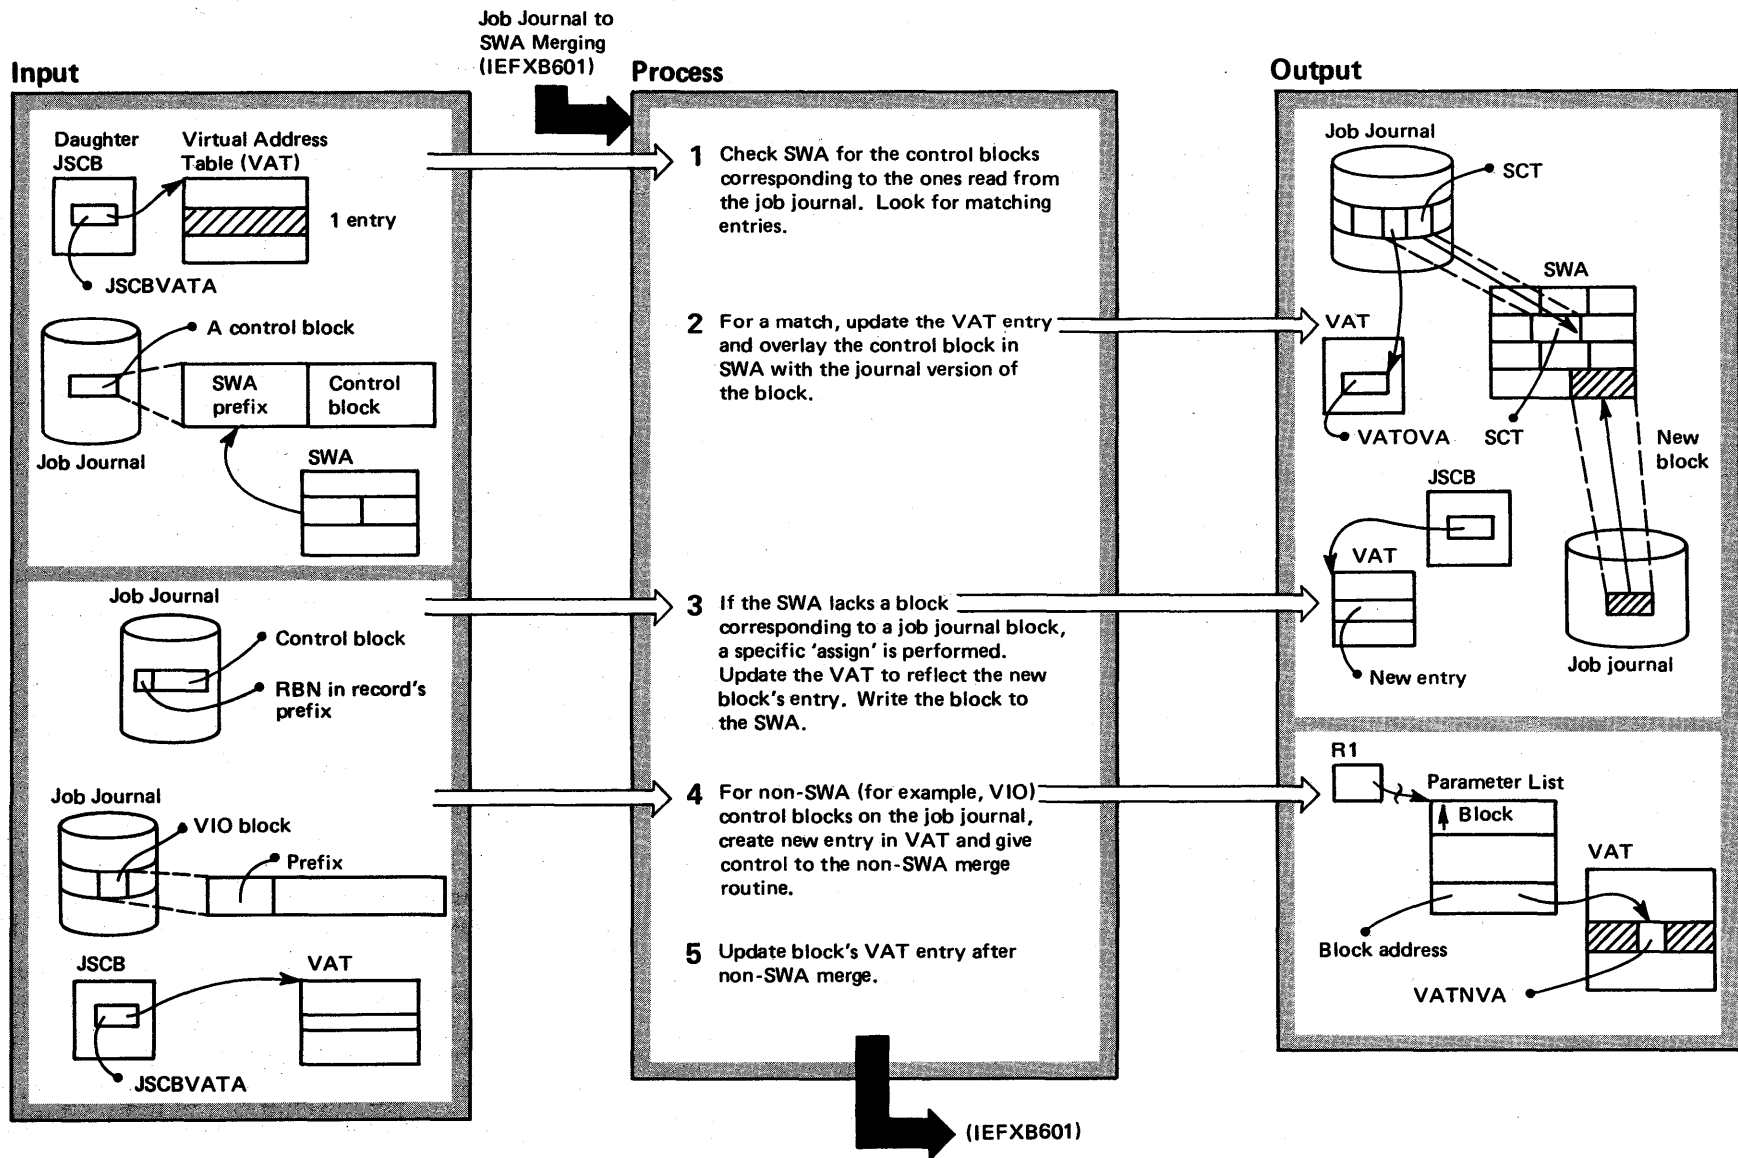 Job Journal to
SWA Merging
(IEFXB601)
Input
Daughter
JSCB
Virtual Address
Table (VAT)
1 entry
JSCBVATA
A control block
SWA
prefix
Control
block
Job Journal
SWA
Job Journal
Control block
RBN in record's
prefix
Job Journal
VIO block
Prefix
JSCB
VAT
JSCBVATA
Process
1 Check SWA for the control blocks
corresponding to the ones read from
the job journal. Look for matching
entries.
2 For a match, update the VAT entry
and overlay the control block in
SWA with the journal version of
the block.
3 If the SWA lacks a block
corresponding to a job journal block,
a specific 'assign' is performed.
Update the VAT to reflect the new
block's entry. Write the block to
the SWA.
4 For non-SWA (for example, VIO)
control blocks on the job journal,
create new entry in VAT and give
control to the non-SWA merge
routine.
5 Update block's VAT entry after
non-SWA merge.
(IEFXB601)
Output
Job Journal
SCT
SWA
VAT
VATOVA
SCT
New
block
JSCB
VAT
New entry
Job journal
R1
Parameter List
Block
VAT
Block address
VATNVA